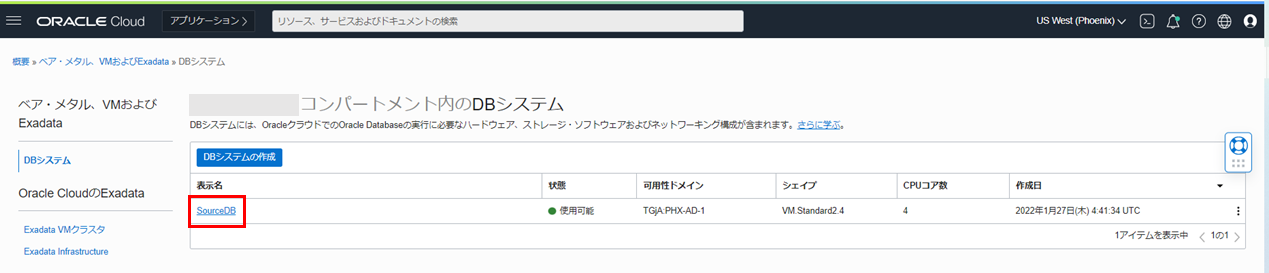 ORACLE Cloud
アプリケーション
リソース、サービスおよびドキュメントの検索
US West (Phoenix)
概要 » ベア・メタル、VMおよびExadata » DBシステム
ベア・メタル、VMおよび
Exadata
DBシステム
Oracle CloudのExadata
Exadata VMクラスタ
Exadata Infrastructure
コンパートメント内のDBシステム
DBシステムには、OracleクラウドでのOracle Databaseの実行に必要なハードウェア、ストレージ・ソフトウェアおよびネットワーキング構成が含まれます。さらに学ぶ。
DBシステムの作成
表示名 状態 可用性ドメイン シェイプ CPUコア数 作成日
SourceDB 使用可能 TGjA:PHX-AD-1 VM.Standard2.4 4 2022年1月27日(木) 4:41:34 UTC
1アイテムを表示中 1の1